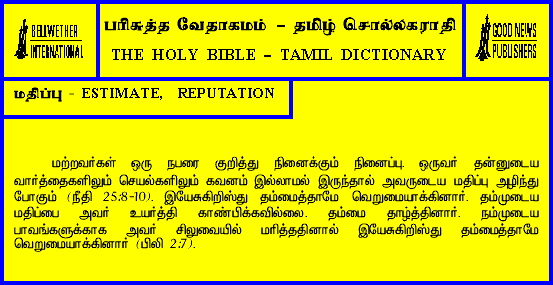 BELLWETHER
INTERNATIONAL
பரிசுத்த வேதாகமம் – தமிழ் சொல்லகராதி
THE HOLY BIBLE – TAMIL DICTIONARY
GOOD NEWS
PUBLISHERS
மதிப்பு - ESTIMATE, REPUTATION
மற்றவர்கள் ஒரு நபரை குறித்து நினைக்கும் நினைப்பு. ஒருவர் தன்னுடைய
வார்த்தைகளிலும் செயல்களிலும் கவனம் இல்லாமல் இருந்தால் அவருடைய மதிப்பு அழிந்து
போகும் (நீதி 25:8-10). இயேசுகிறிஸ்து தம்மைத்தாமே வெறுமையாக்கினார். தம்முடைய
மதிப்பை அவர் உயர்த்தி காண்பிக்கவில்லை. தம்மை தாழ்த்தினார். நம்முடைய
பாவங்களுக்காக அவர் சிலுவையில் மரித்ததினால் இயேசுகிறிஸ்து தம்மைத்தாமே
வெறுமையாக்கினார் (பிலி 2:7).